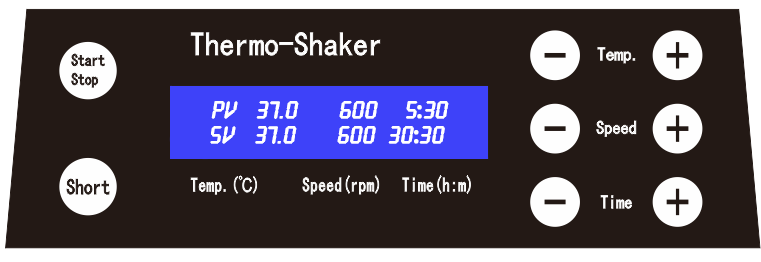 Thermo-Shaker
Start
Stop
PV 37.0 600 5:30
SV 37.0 600 30:30
Short
Temp.(℃) Speed(rpm) Time(h:m)
− Temp. +
− Speed +
− Time +